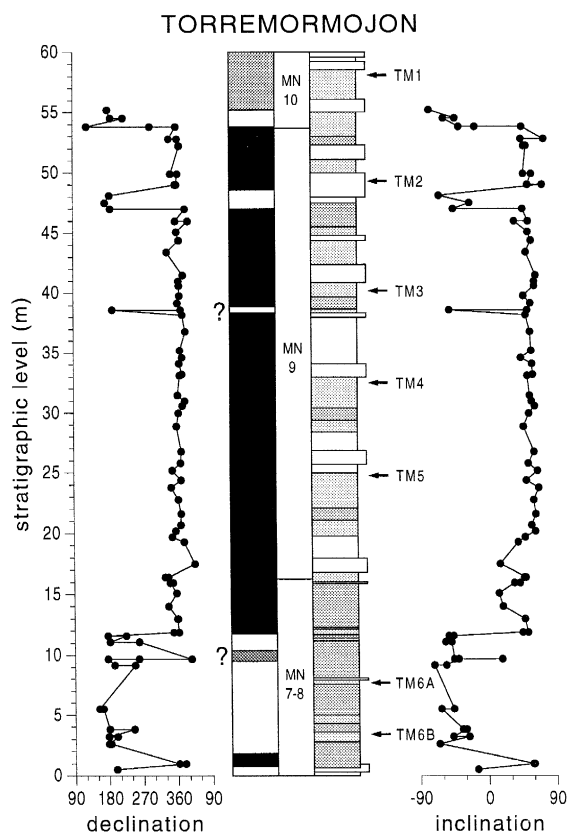 TORREMORMOJON
60
55
50
45
40
35
30
25
20
15
10
5
0
stratigraphic level (m)
90 180 270 360 90
declination
?
?
MN
10
MN
9
MN
7-8
TM1
TM2
TM3
TM4
TM5
TM6A
TM6B
-90 0 90
inclination